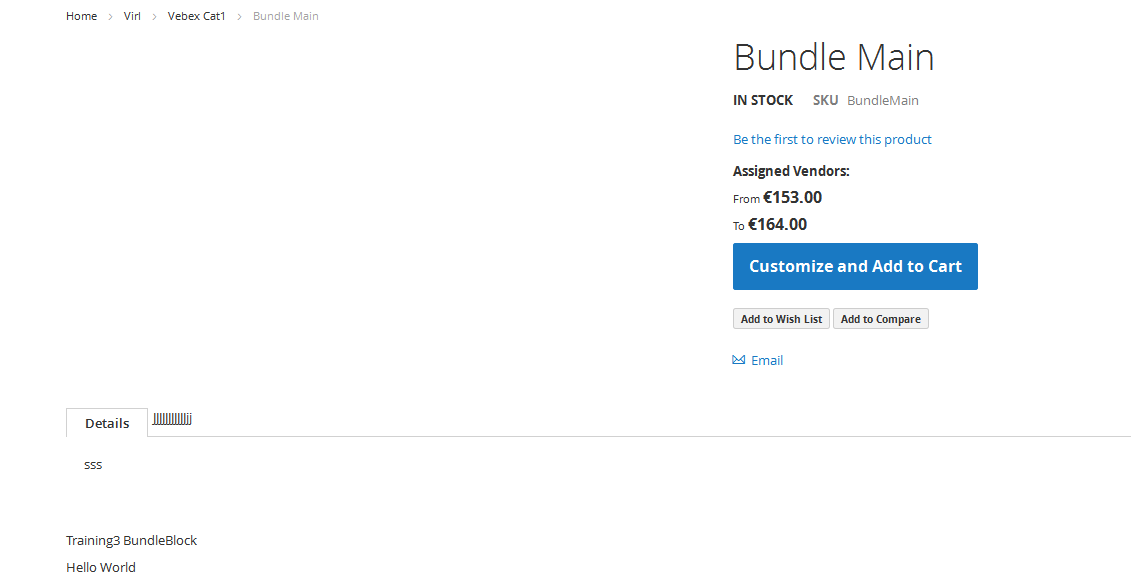 Home > Virl > Vebex Cat1 > Bundle Main
Bundle Main
IN STOCK SKU BundleMain
Be the first to review this product
Assigned Vendors:
From €153.00
To €164.00
Customize and Add to Cart
Add to Wish List Add to Compare
Email
Details
sss
Training3 BundleBlock
Hello World